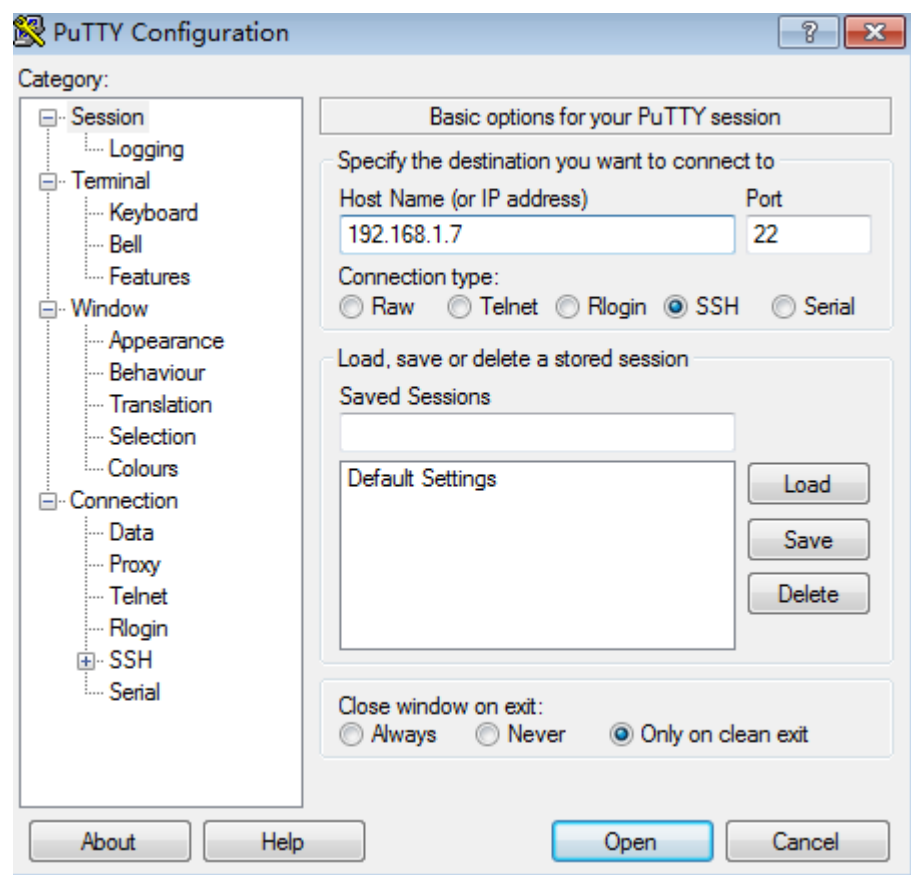 PuTTY Configuration
Category:
Session
Logging
Terminal
Keyboard
Bell
Features
Window
Appearance
Behaviour
Translation
Selection
Colours
Connection
Data
Proxy
Telnet
Rlogin
SSH
Serial
Basic options for your PuTTY session
Specify the destination you want to connect to
Host Name (or IP address) Port
192.168.1.7 22
Connection type:
Raw Telnet Rlogin SSH Serial
Load, save or delete a stored session
Saved Sessions
Default Settings
Load
Save
Delete
Close window on exit:
Always Never Only on clean exit
About Help Open Cancel